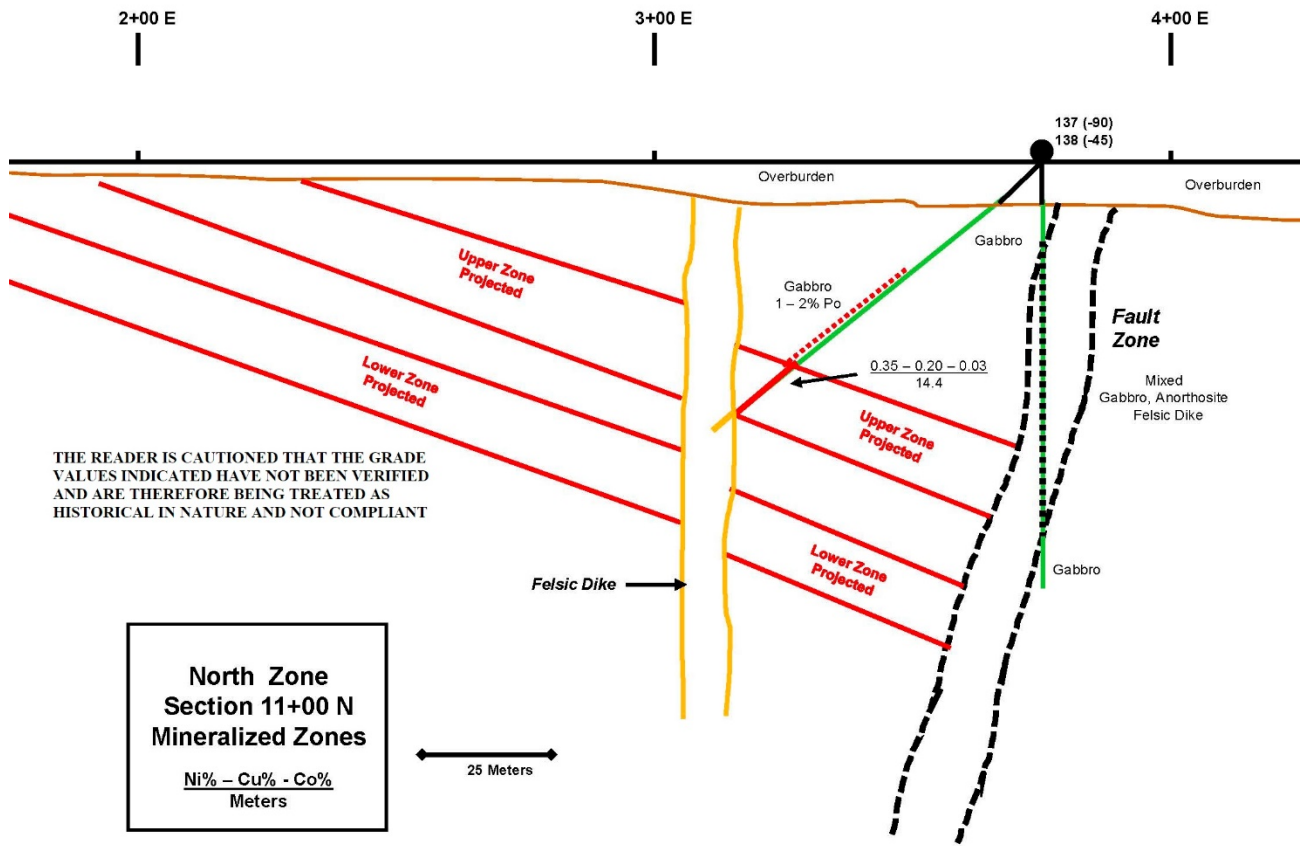 2+00 E
3+00 E
4+00 E
137 (-90)
138 (-45)
Overburden
Overburden
Gabbro
Upper Zone
Projected
Gabbro
1 – 2% Po
Fault
Zone
Lower Zone
Projected
0.35 – 0.20 – 0.03
14.4
Mixed
Gabbro, Anorthosite
Felsic Dike
Upper Zone
Projected
THE READER IS CAUTIONED THAT THE GRADE
VALUES INDICATED HAVE NOT BEEN VERIFIED
AND ARE THEREFORE BEING TREATED AS
HISTORICAL IN NATURE AND NOT COMPLIANT
Lower Zone
Projected
Gabbro
Felsic Dike
North Zone
Section 11+00 N
Mineralized Zones
Ni% – Cu% - Co%
Meters
25 Meters